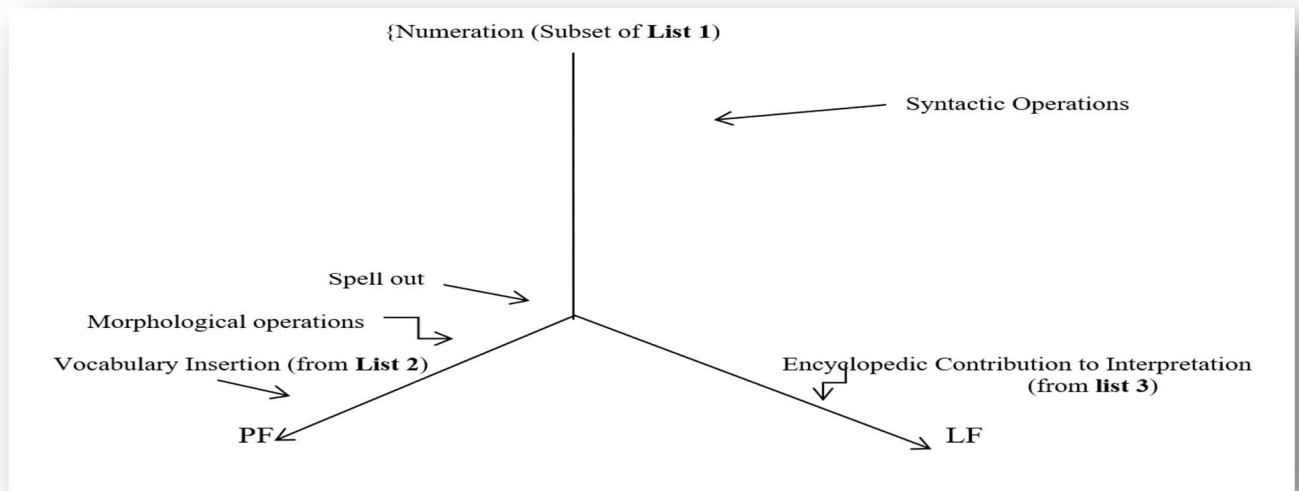 {Numeration (Subset of List 1)
Syntactic Operations
Spell out
Morphological operations
Vocabulary Insertion (from List 2)
Encyclopedic Contribution to Interpretation
(from list 3)
PF
LF